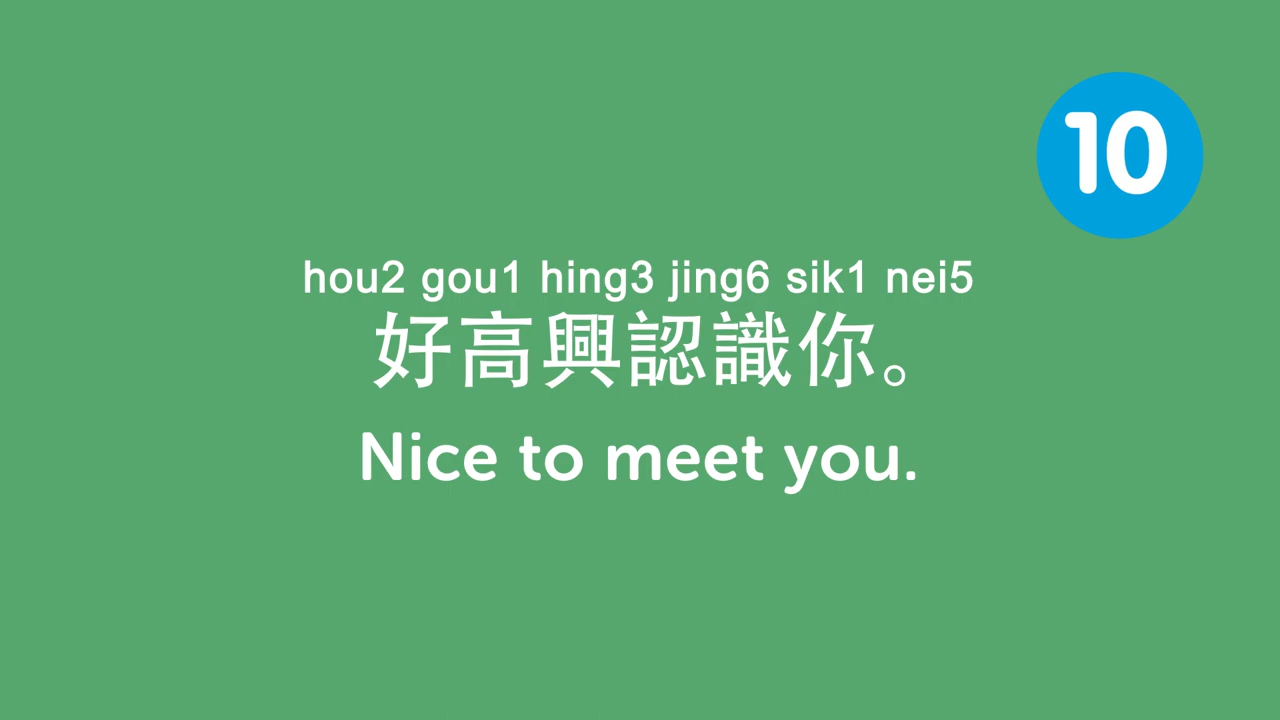 10
hou2 gou1 hing3 jing6 sik1 nei5
好高興認識你。
Nice to meet you.